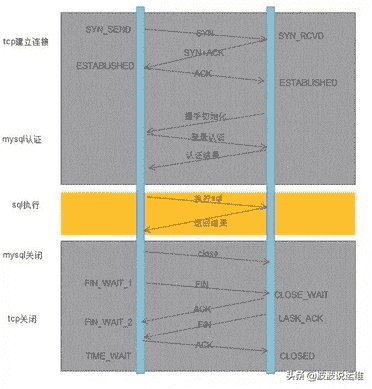 SYN_SEND
SYN
tcp建立连接
SYN_RCVD
SYN+ACK
ESTABLISHED
ACK
ESTABLISHED
握手初始化
mysql认证
登录认证
认证结果
执行sql
sql执行
返回结果
mysql关闭
close
FIN_WAIT_1
FIN
CLOSE_WAIT
ACK
tcp关闭
FIN_WAIT_2
FIN
LASK_ACK
ACK
TIME_WAIT
CLOSED
头条 @波波说运维